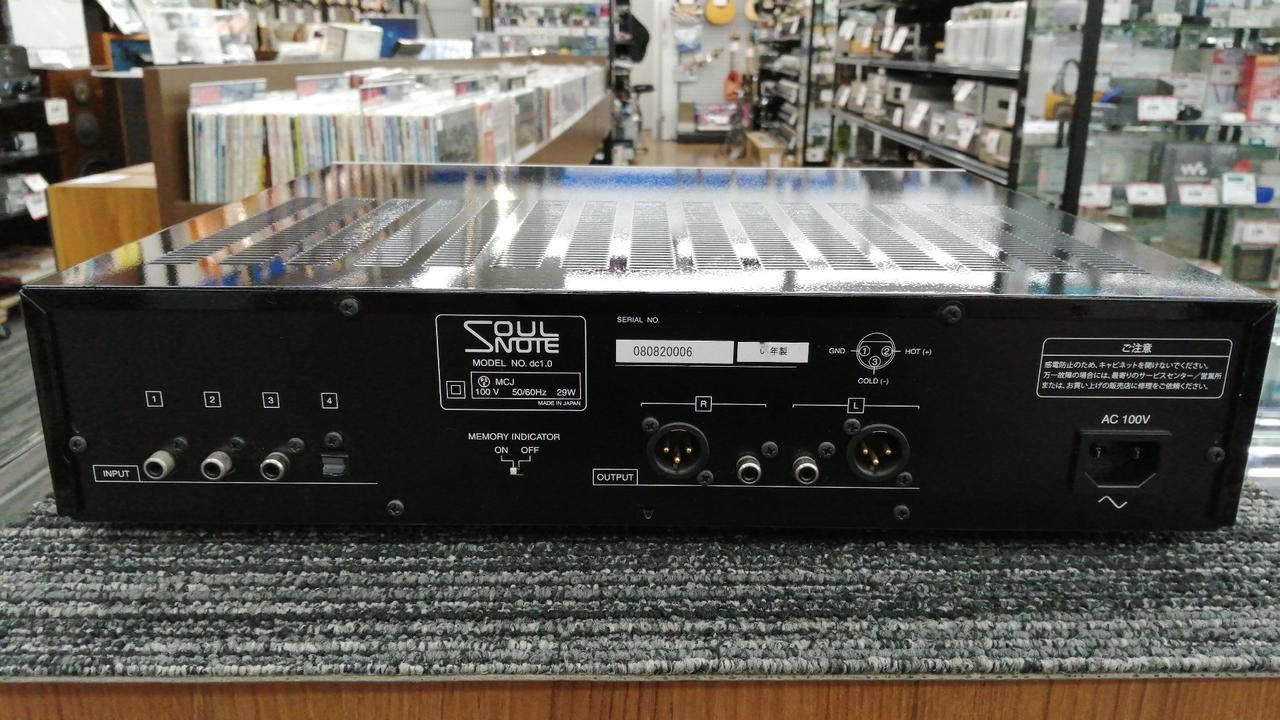 SOUL
NOTE
MODEL NO. dc1.0
MCJ
100 V 50/60Hz 29W
MADE IN JAPAN
SERIAL NO.
080820006
年製
GND 1 2 HOT (+)
3
COLD (-)
ご注意
感電防止のため、キャビネットを開けないでください。
万一故障の場合には、最寄りのサービスセンター/営業所
または、お買い上げの販売店に修理をご依頼ください。
AC 100V
1 2 3 4
INPUT
MEMORY INDICATOR
ON OFF
R L
OUTPUT